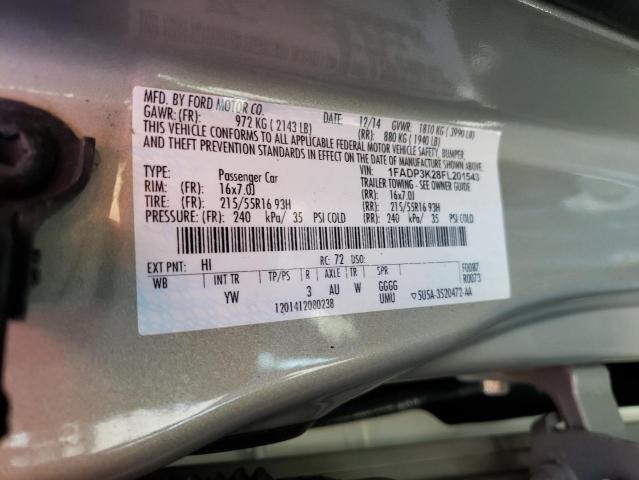 MFD. BY FORD MOTOR CO. DATE: 12/14 GVWR: 1810 KG ( 3990 LB)
GAWR: (FR): 972 KG ( 2143 LB) (RR): 880 KG ( 1940 LB)
THIS VEHICLE CONFORMS TO ALL APPLICABLE FEDERAL MOTOR VEHICLE SAFETY, BUMPER,
AND THEFT PREVENTION STANDARDS IN EFFECT ON THE DATE OF MANUFACTURE SHOWN ABOVE.
VIN: 1FADP3K28FL201543
TYPE: Passenger Car TRAILER TOWING - SEE OWNER GUIDE
RIM: (FR): 16x7.0J (RR): 16x7.0J
TIRE: (FR): 215/55R16 93H (RR): 215/55R16 93H
PRESSURE: (FR): 240 kPa/ 35 PSI COLD (RR): 240 kPa/ 35 PSI COLD
EXT PNT: HI RC: 72 DSO: F0087
WB INT TR TP/PS R AXLE TR SPR R0073
YW 3 AU W GGGG
UMU
1201412080238 5U5A-3520472-AA